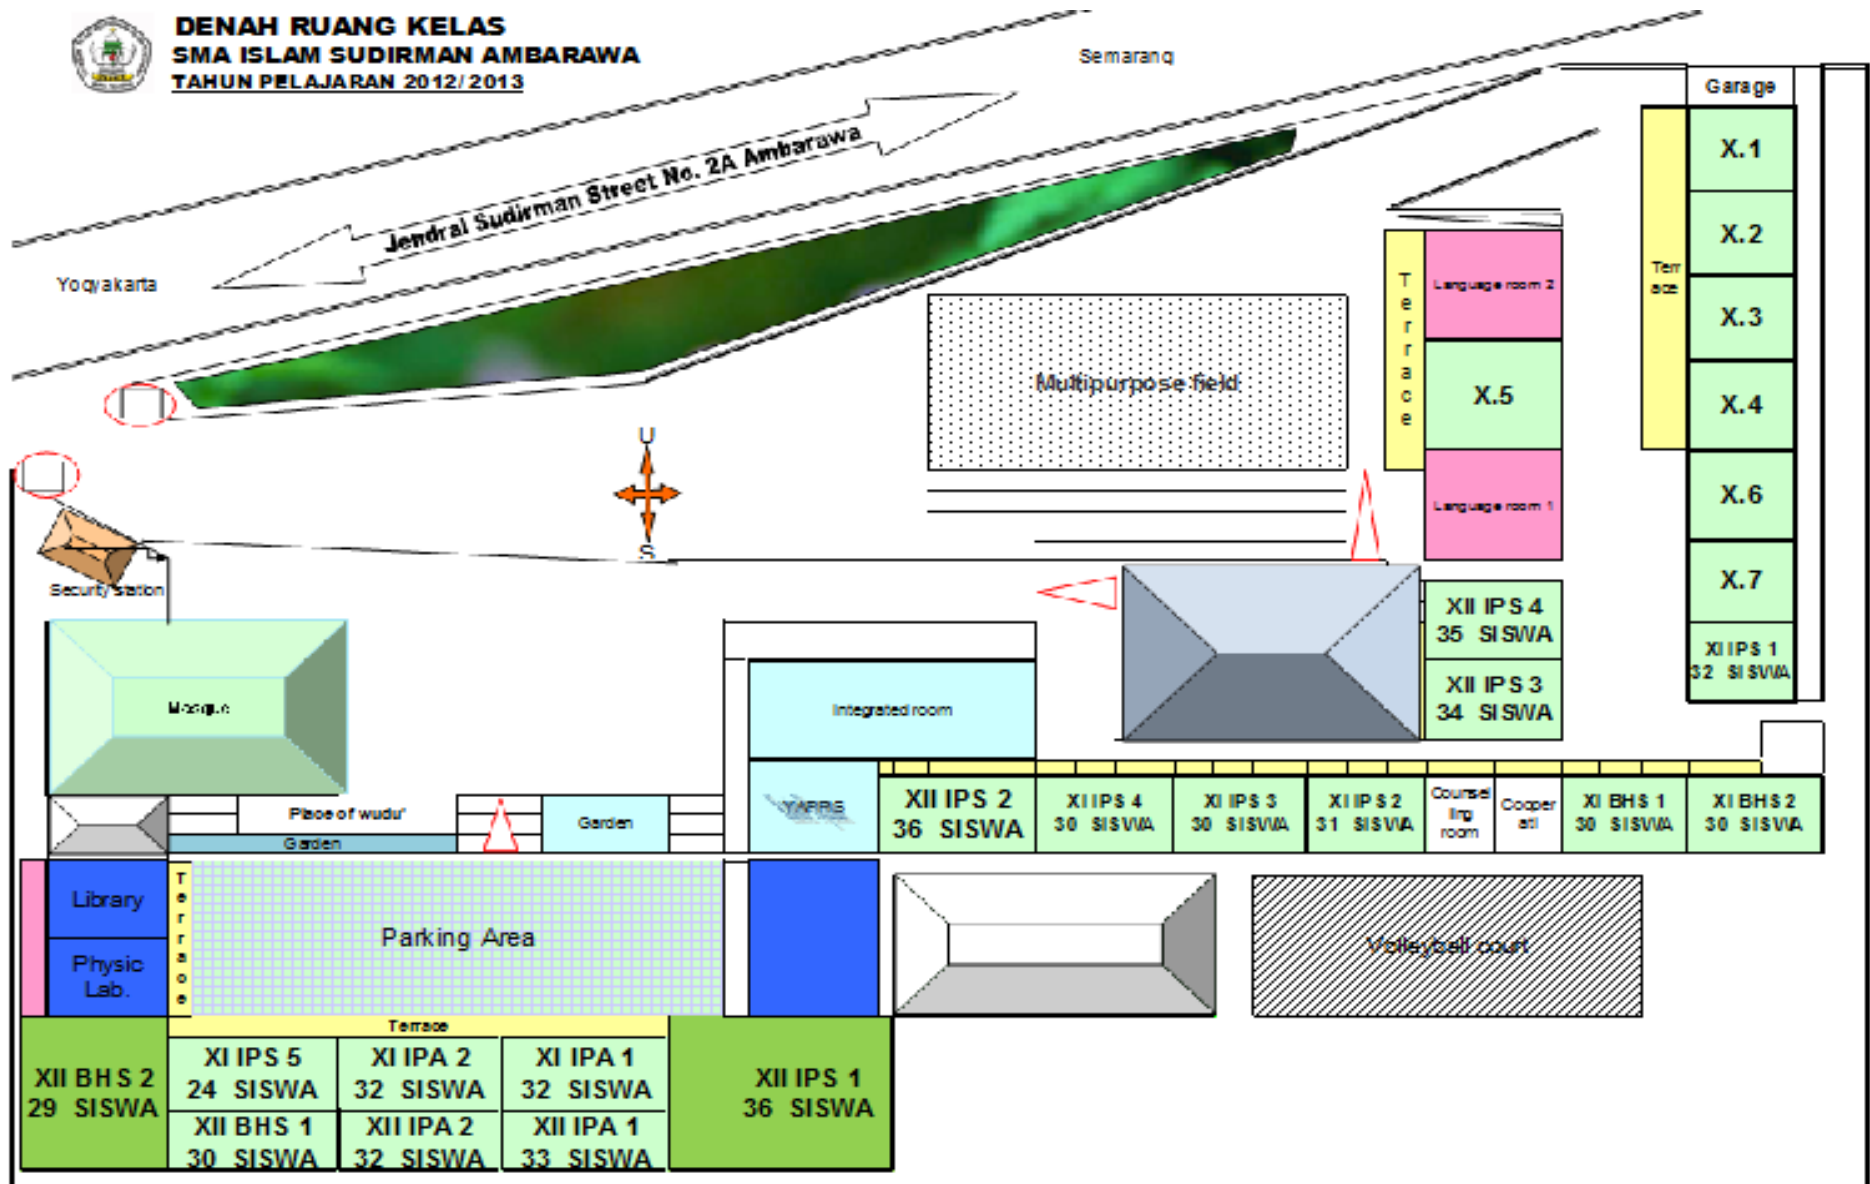 DENAH RUANG KELAS
SMA ISLAM SUDIRMAN AMBARAWA
TAHUN PELAJARAN 2012/2013
Semarang
Jendral Sudirman Street No. 2A Ambarawa
Yogyakarta
Garage
X.1
X.2
X.3
X.4
X.6
X.7
XI IPS 1
32 SISWA
Terr
ace
Terrace
Language room 2
X.5
Language room 1
Multipurpose field
U
S
Security station
Mosque
Integrated room
XII IPS 4
35 SISWA
XII IPS 3
34 SISWA
Place of wudu'
Garden
Garden
YAPPIS
XII IPS 2
36 SISWA
XI IPS 4
30 SISWA
XI IPS 3
30 SISWA
XI IPS 2
31 SISWA
Counsel
ling
room
Cooper
ati
XI BHS 1
30 SISWA
XI BHS 2
30 SISWA
Library
Physic
Lab.
Terrace
Parking Area
Volleyball court
Terrace
XII BHS 2
29 SISWA
XI IPS 5
24 SISWA
XI IPA 2
32 SISWA
XI IPA 1
32 SISWA
XII IPS 1
36 SISWA
XII BHS 1
30 SISWA
XII IPA 2
32 SISWA
XII IPA 1
33 SISWA